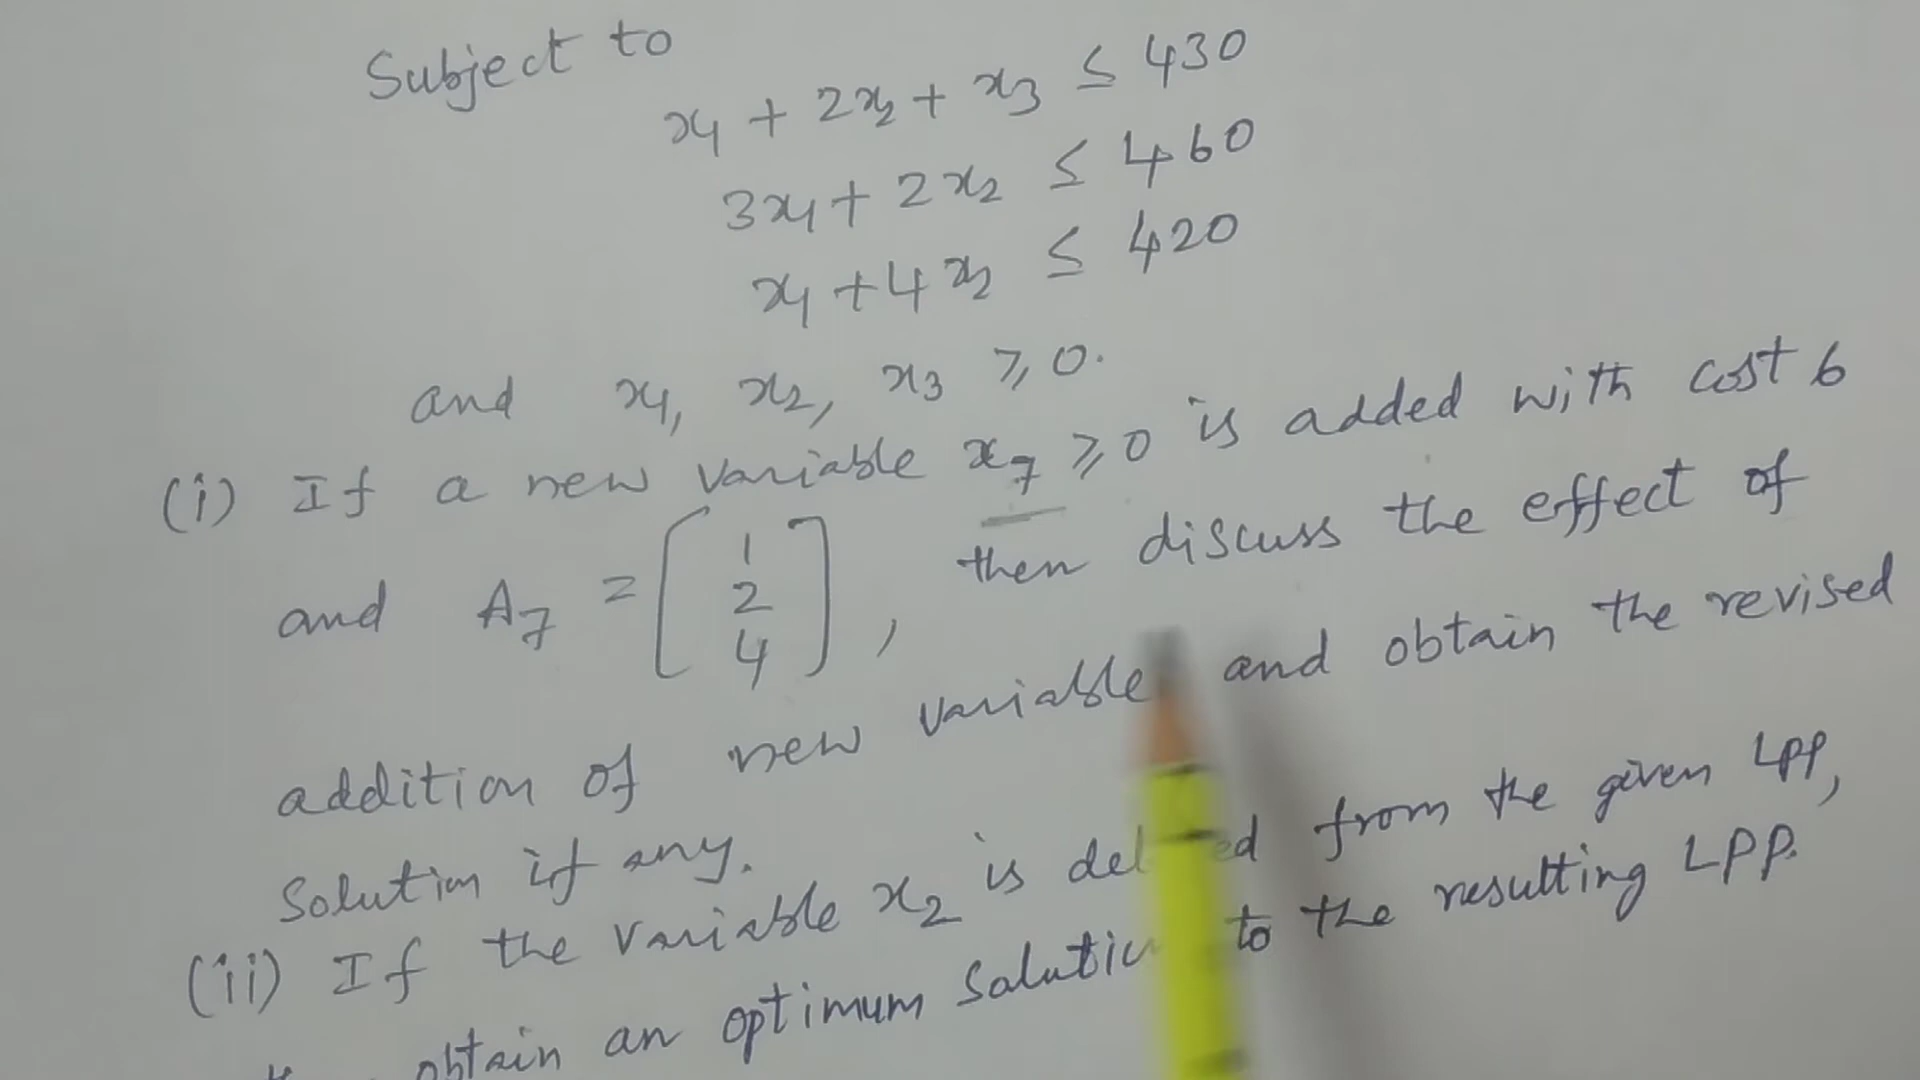 Subject to
x1 + 2x2 + x3 ≤ 430
3x1 + 2x2 ≤ 460
x1 + 4x2 ≤ 420
and x1, x2, x3 ≥ 0.
(i) If a new variable x7 ≥ 0 is added with cost 6
and A7 = [1 2 4], then discuss the effect of
addition of new variable and obtain the revised
Solution if any.
(ii) If the variable x2 is from the given LPP,
obtain an optimum solution to the resulting LPP.